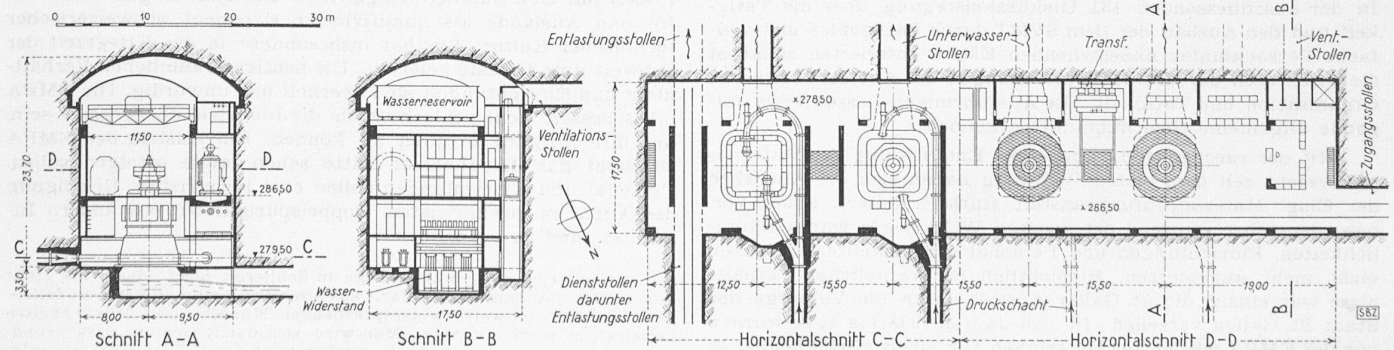 0 10 20 30 m
23,70
3,30
11,50
D D
286,50
C C
279,50
8,00 9,50
Schnitt A-A
Wasserreservoir
Ventilations-
Stollen
N
Wasser-
Widerstand
17,50
Schnitt B-B
Entlastungsstollen
Unterwasser-
Stollen
Transf.
A
B
Vent-
Stollen
Zugangsstollen
×278,50
17,50
×286,50
Dienststollen
darunter
Entlastungsstollen
Druckschacht
12,50 15,50 15,50 15,50 19,00
A
B
SBZ
Horizontalschnitt C-C
Horizontalschnitt D-D